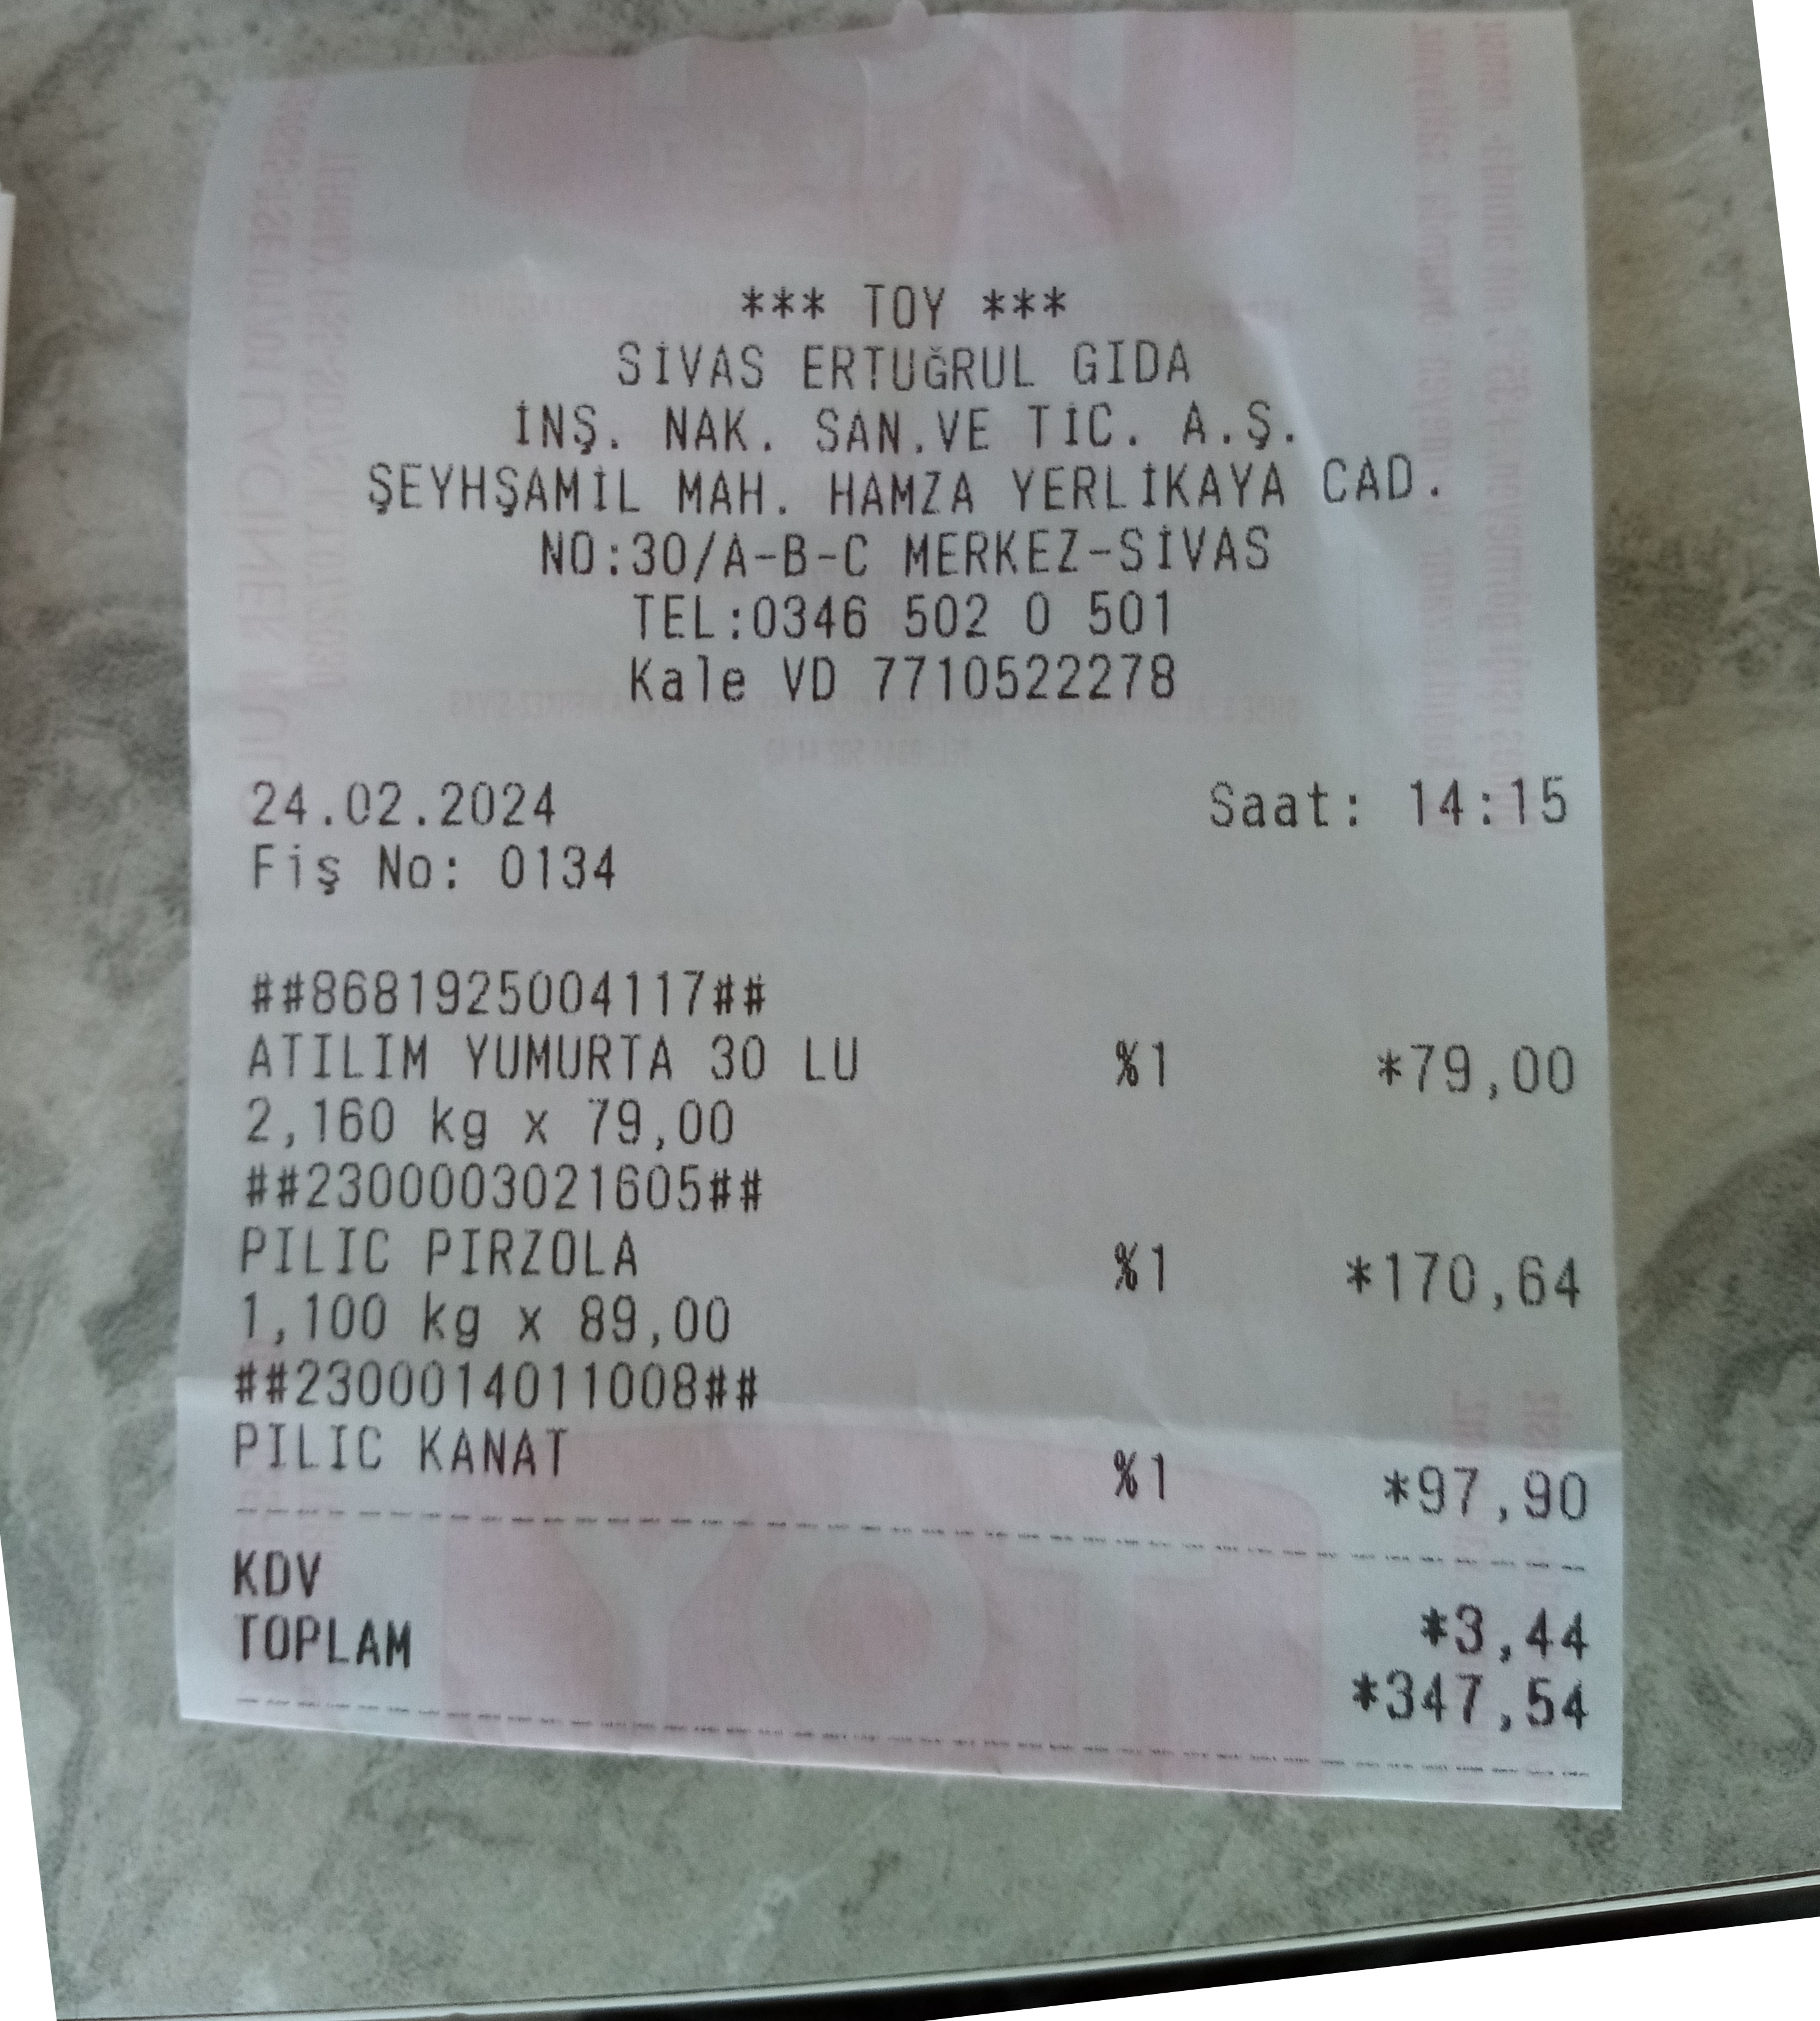 *** TOY ***
SİVAS ERTUĞRUL GIDA
İNŞ. NAK. SAN.VE TİC. A.Ş.
ŞEYHŞAMİL MAH. HAMZA YERLİKAYA CAD.
NO:30/A-B-C MERKEZ-SİVAS
TEL:0346 502 0 501
Kale VD 7710522278
24.02.2024 Saat: 14:15
Fiş No: 0134
##8681925004117##
ATILIM YUMURTA 30 LU %1 *79,00
2,160 kg x 79,00
##2300003021605##
PILIC PIRZOLA %1 *170,64
1,100 kg x 89,00
##2300014011008##
PILIC KANAT %1 *97,90
KDV *3,44
TOPLAM *347,54